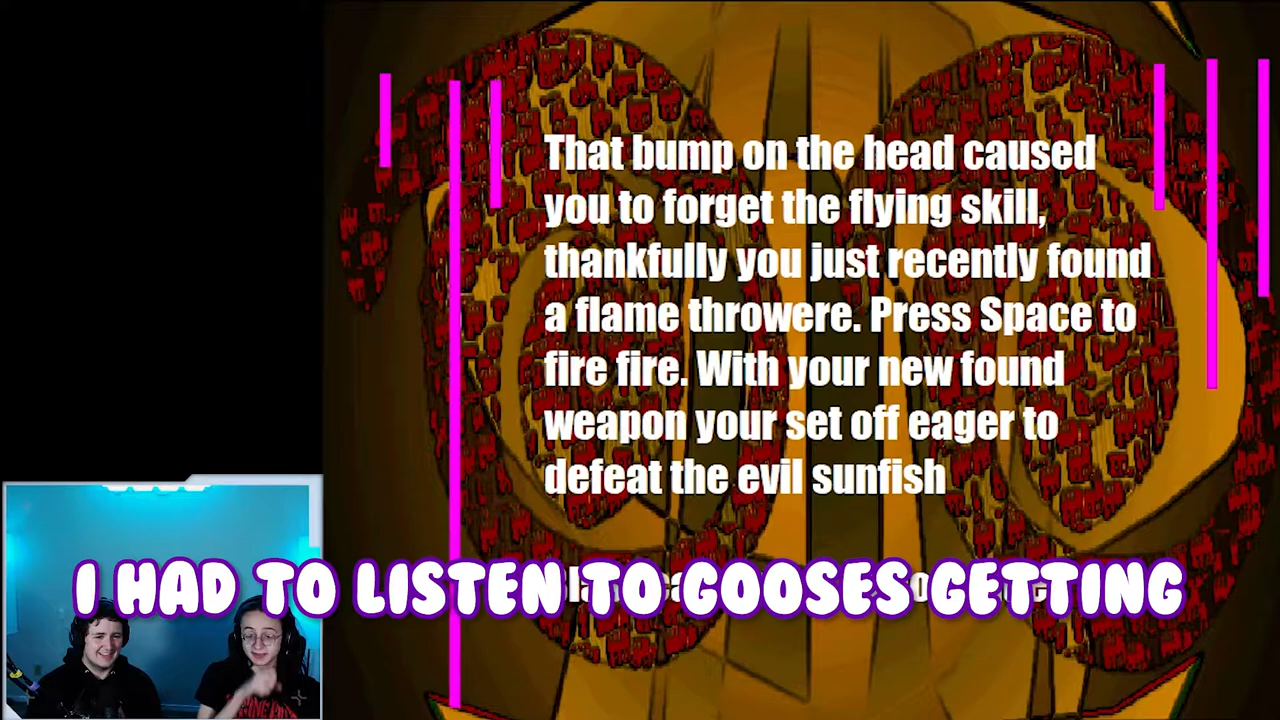 That bump on the head caused
you to forget the flying skill,
thankfully you just recently found
a flame throwere. Press Space to
fire fire. With your new found
weapon your set off eager to
defeat the evil sunfish
I HAD TO LISTEN TO GOOSES GETTING